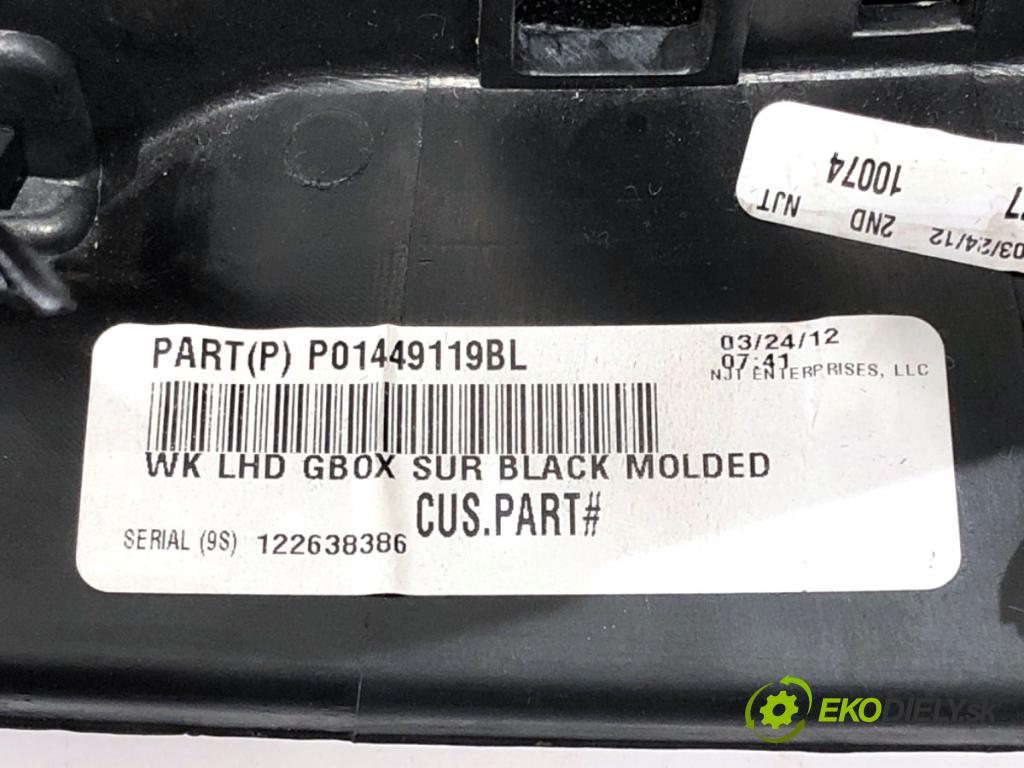 10074
NJT 2ND 03/24/12
PART(P) P01449119BL
03/24/12
07:41
NJT ENTERPRISES, LLC
WK LHD GBOX SUR BLACK MOLDED
CUS.PART#
SERIAL (9S) 122638386
EKODIELY.sk